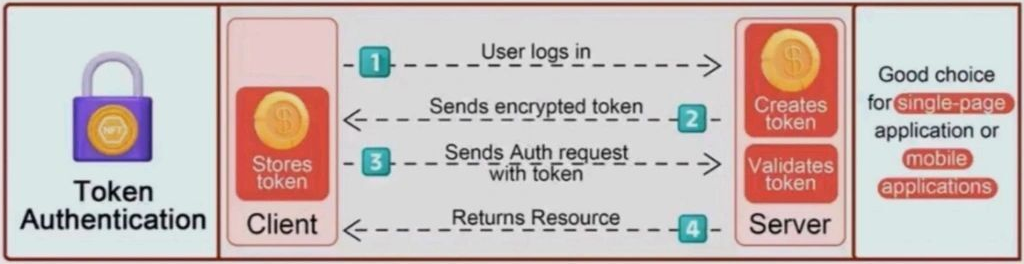 NFT
Token
Authentication
Stores
token
Client
1
User logs in
Sends encrypted token
2
3
Sends Auth request
with token
Returns Resource
4
Creates
token
Validates
token
Server
Good choice
for single-page
application or
mobile
applications